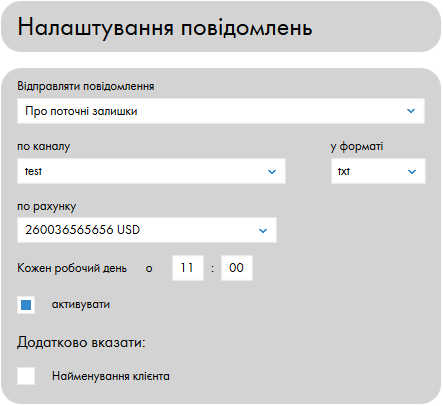 Налаштування повідомлень
Відправляти повідомлення
Про поточні залишки
по каналу у форматі
test txt
по рахунку
260036565656 USD
Кожен робочий день о 11 : 00
активувати
Додатково вказати:
Найменування клієнта